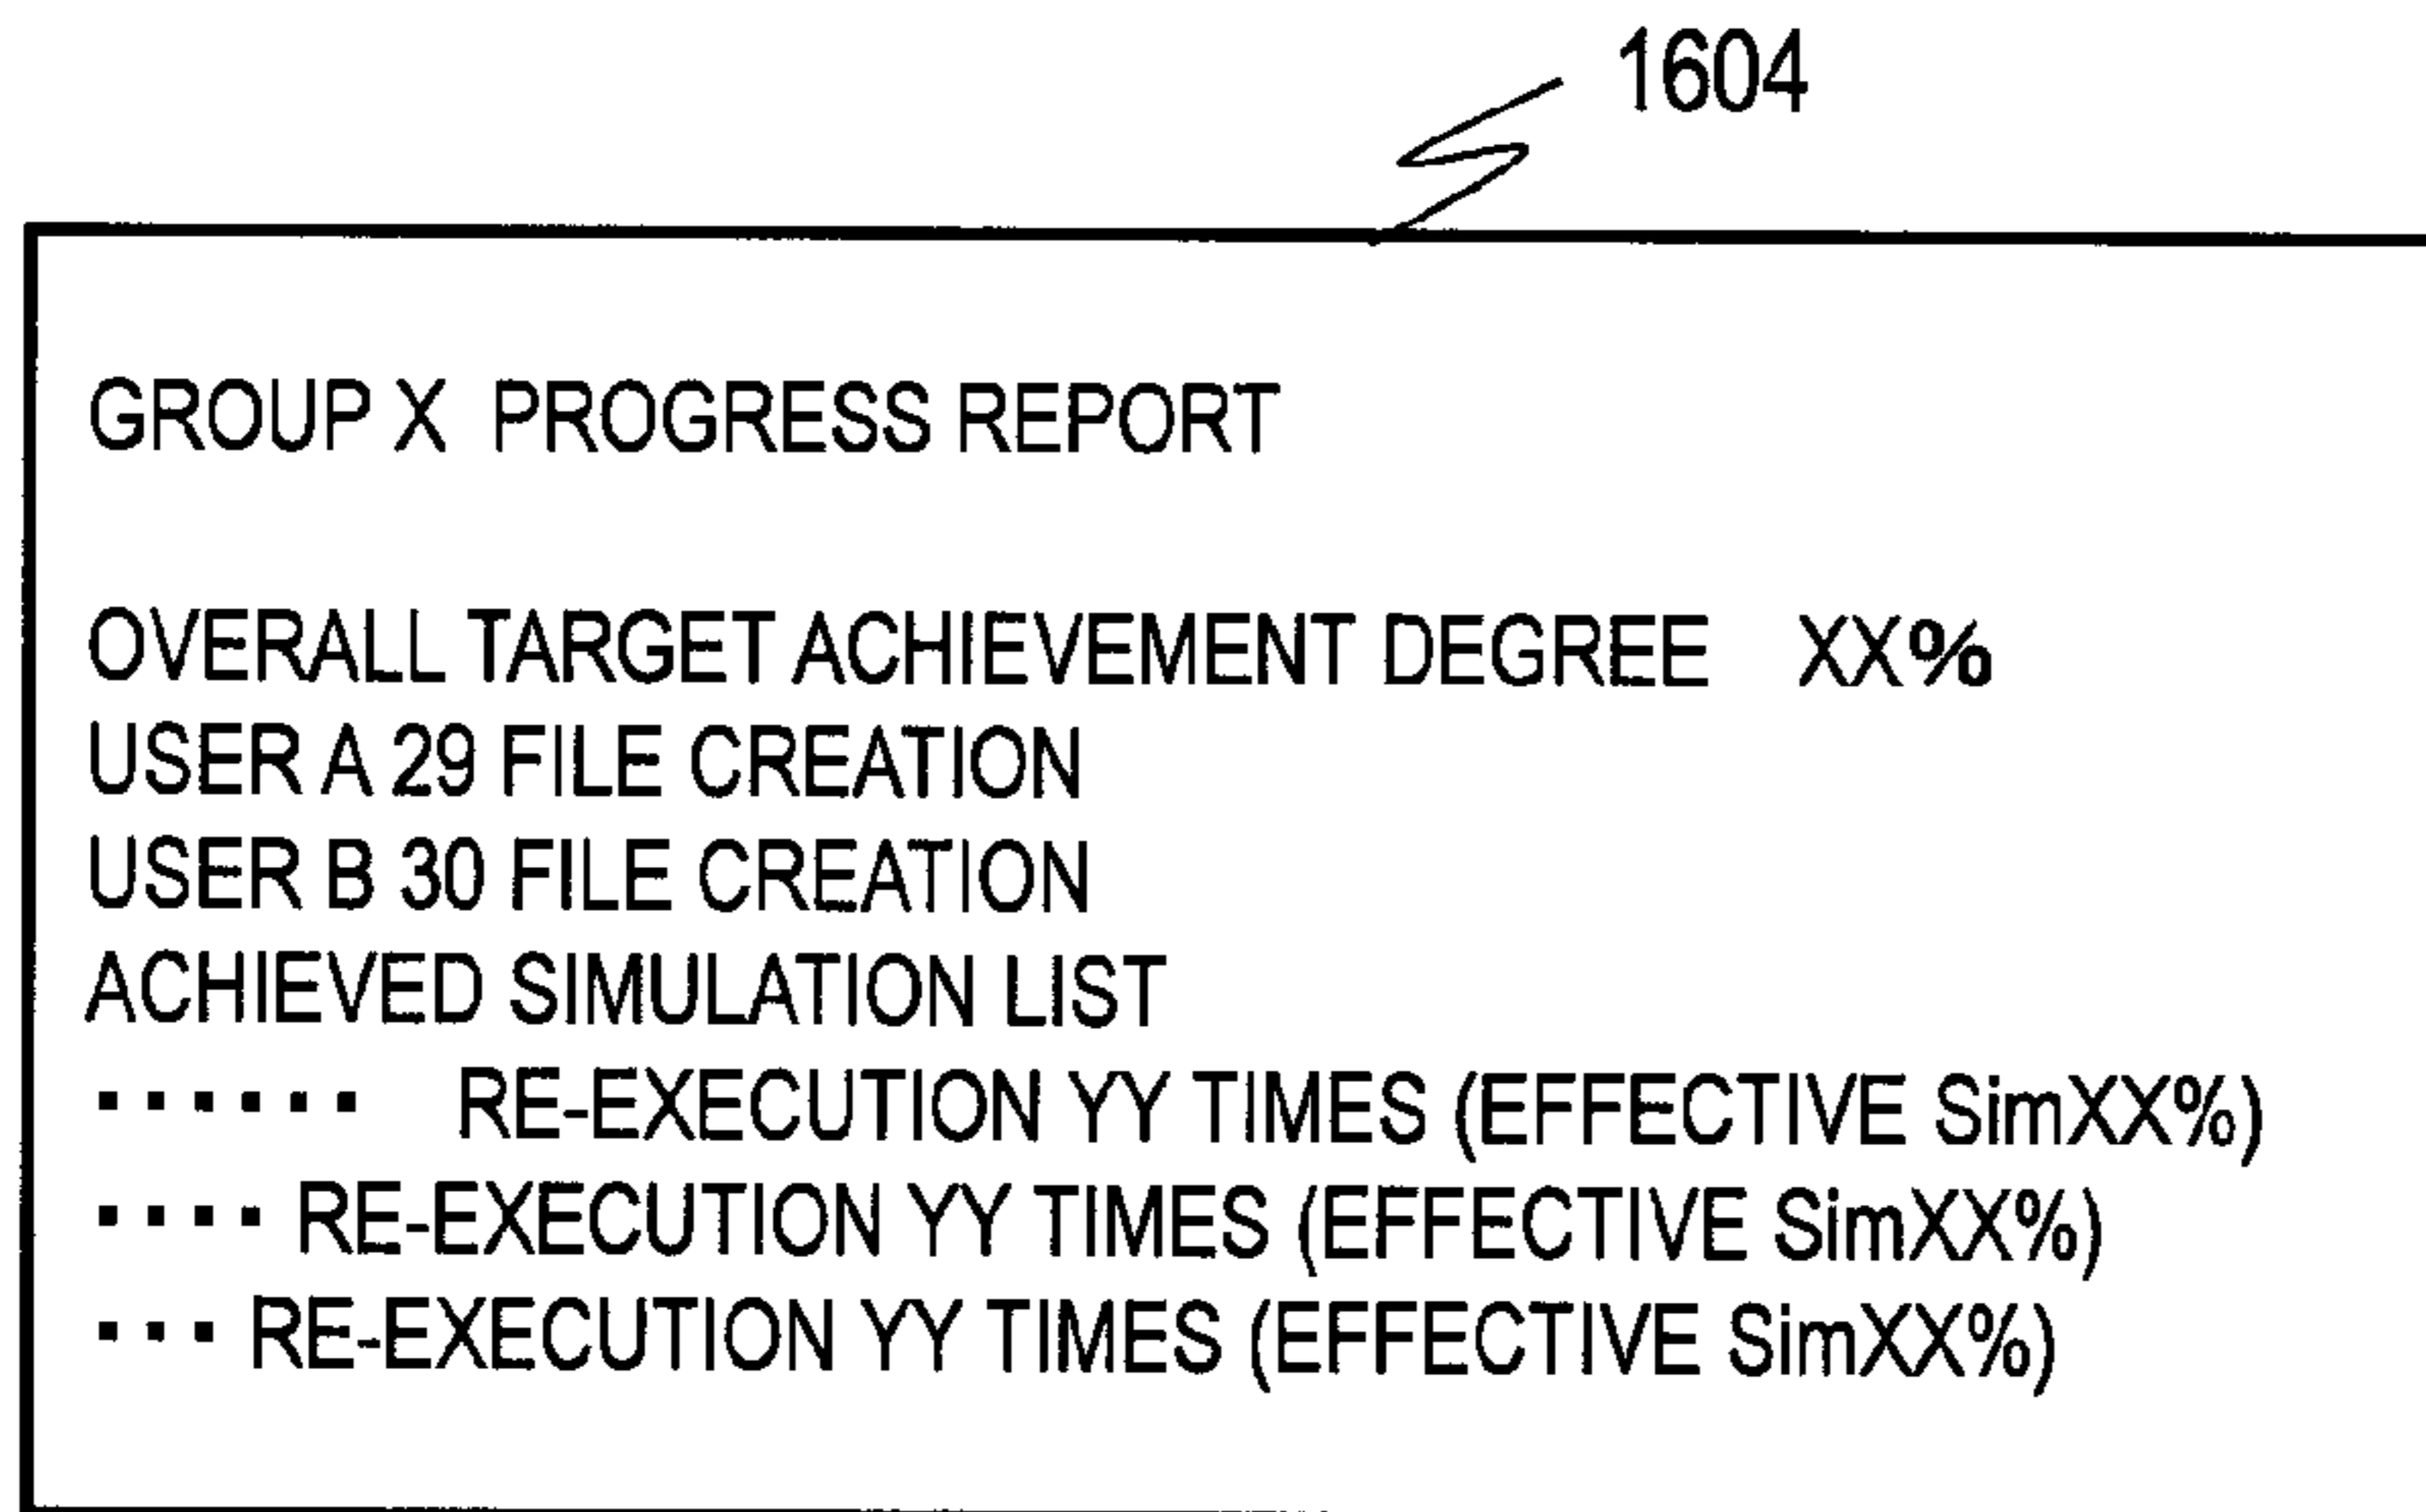 1604
GROUP X PROGRESS REPORT
OVERALL TARGET ACHIEVEMENT DEGREE XX%
USER A 29 FILE CREATION
USER B 30 FILE CREATION
ACHIEVED SIMULATION LIST
······ RE-EXECUTION YY TIMES (EFFECTIVE SimXX%)
···· RE-EXECUTION YY TIMES (EFFECTIVE SimXX%)
··· RE-EXECUTION YY TIMES (EFFECTIVE SimXX%)